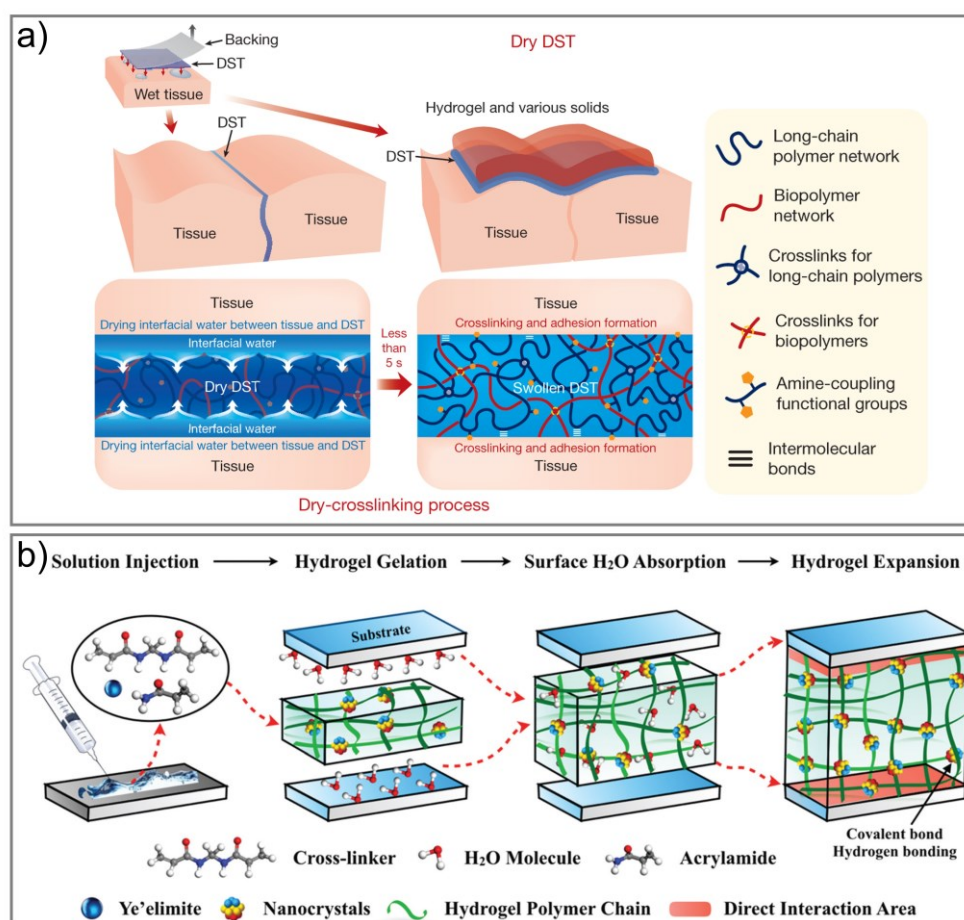 a)
Dry DST
Backing
DST
Wet tissue
DST
Hydrogel and various solids
DST
Tissue
Tissue
Tissue
Tissue
Tissue
Drying interfacial water between tissue and DST
Interfacial water
Dry DST
Interfacial water
Drying interfacial water between tissue and DST
Tissue
Less
than
5 s
Tissue
Crosslinking and adhesion formation
Swollen DST
Crosslinking and adhesion formation
Tissue
Dry-crosslinking process
Long-chain
polymer network
Biopolymer
network
Crosslinks for
long-chain polymers
Crosslinks for
biopolymers
Amine-coupling
functional groups
Intermolecular
bonds
b)
Solution Injection
Hydrogel Gelation
Surface H₂O Absorption
Hydrogel Expansion
Substrate
Covalent bond
Hydrogen bonding
Cross-linker
H₂O Molecule
Acrylamide
Ye'elimite
Nanocrystals
Hydrogel Polymer Chain
Direct Interaction Area